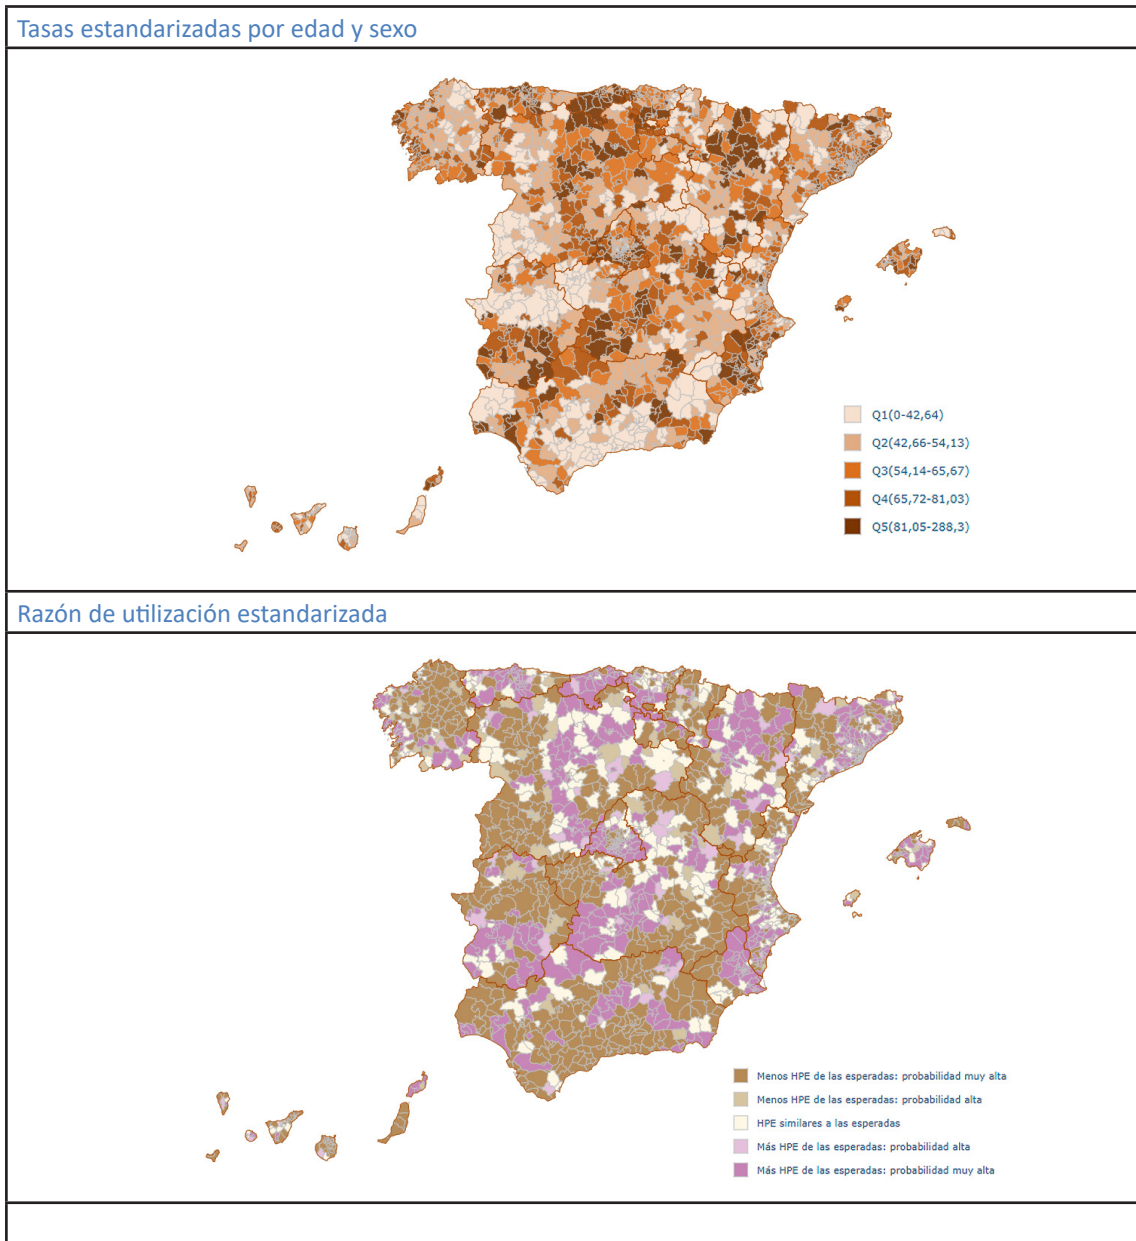 Tasas estandarizadas por edad y sexo
Q1(0-42,64)
Q2(42,66-54,13)
Q3(54,14-65,67)
Q4(65,72-81,03)
Q5(81,05-288,3)
Razón de utilización estandarizada
Menos HPE de las esperadas: probabilidad muy alta
Menos HPE de las esperadas: probabilidad alta
HPE similares a las esperadas
Más HPE de las esperadas: probabilidad alta
Más HPE de las esperadas: probabilidad muy alta